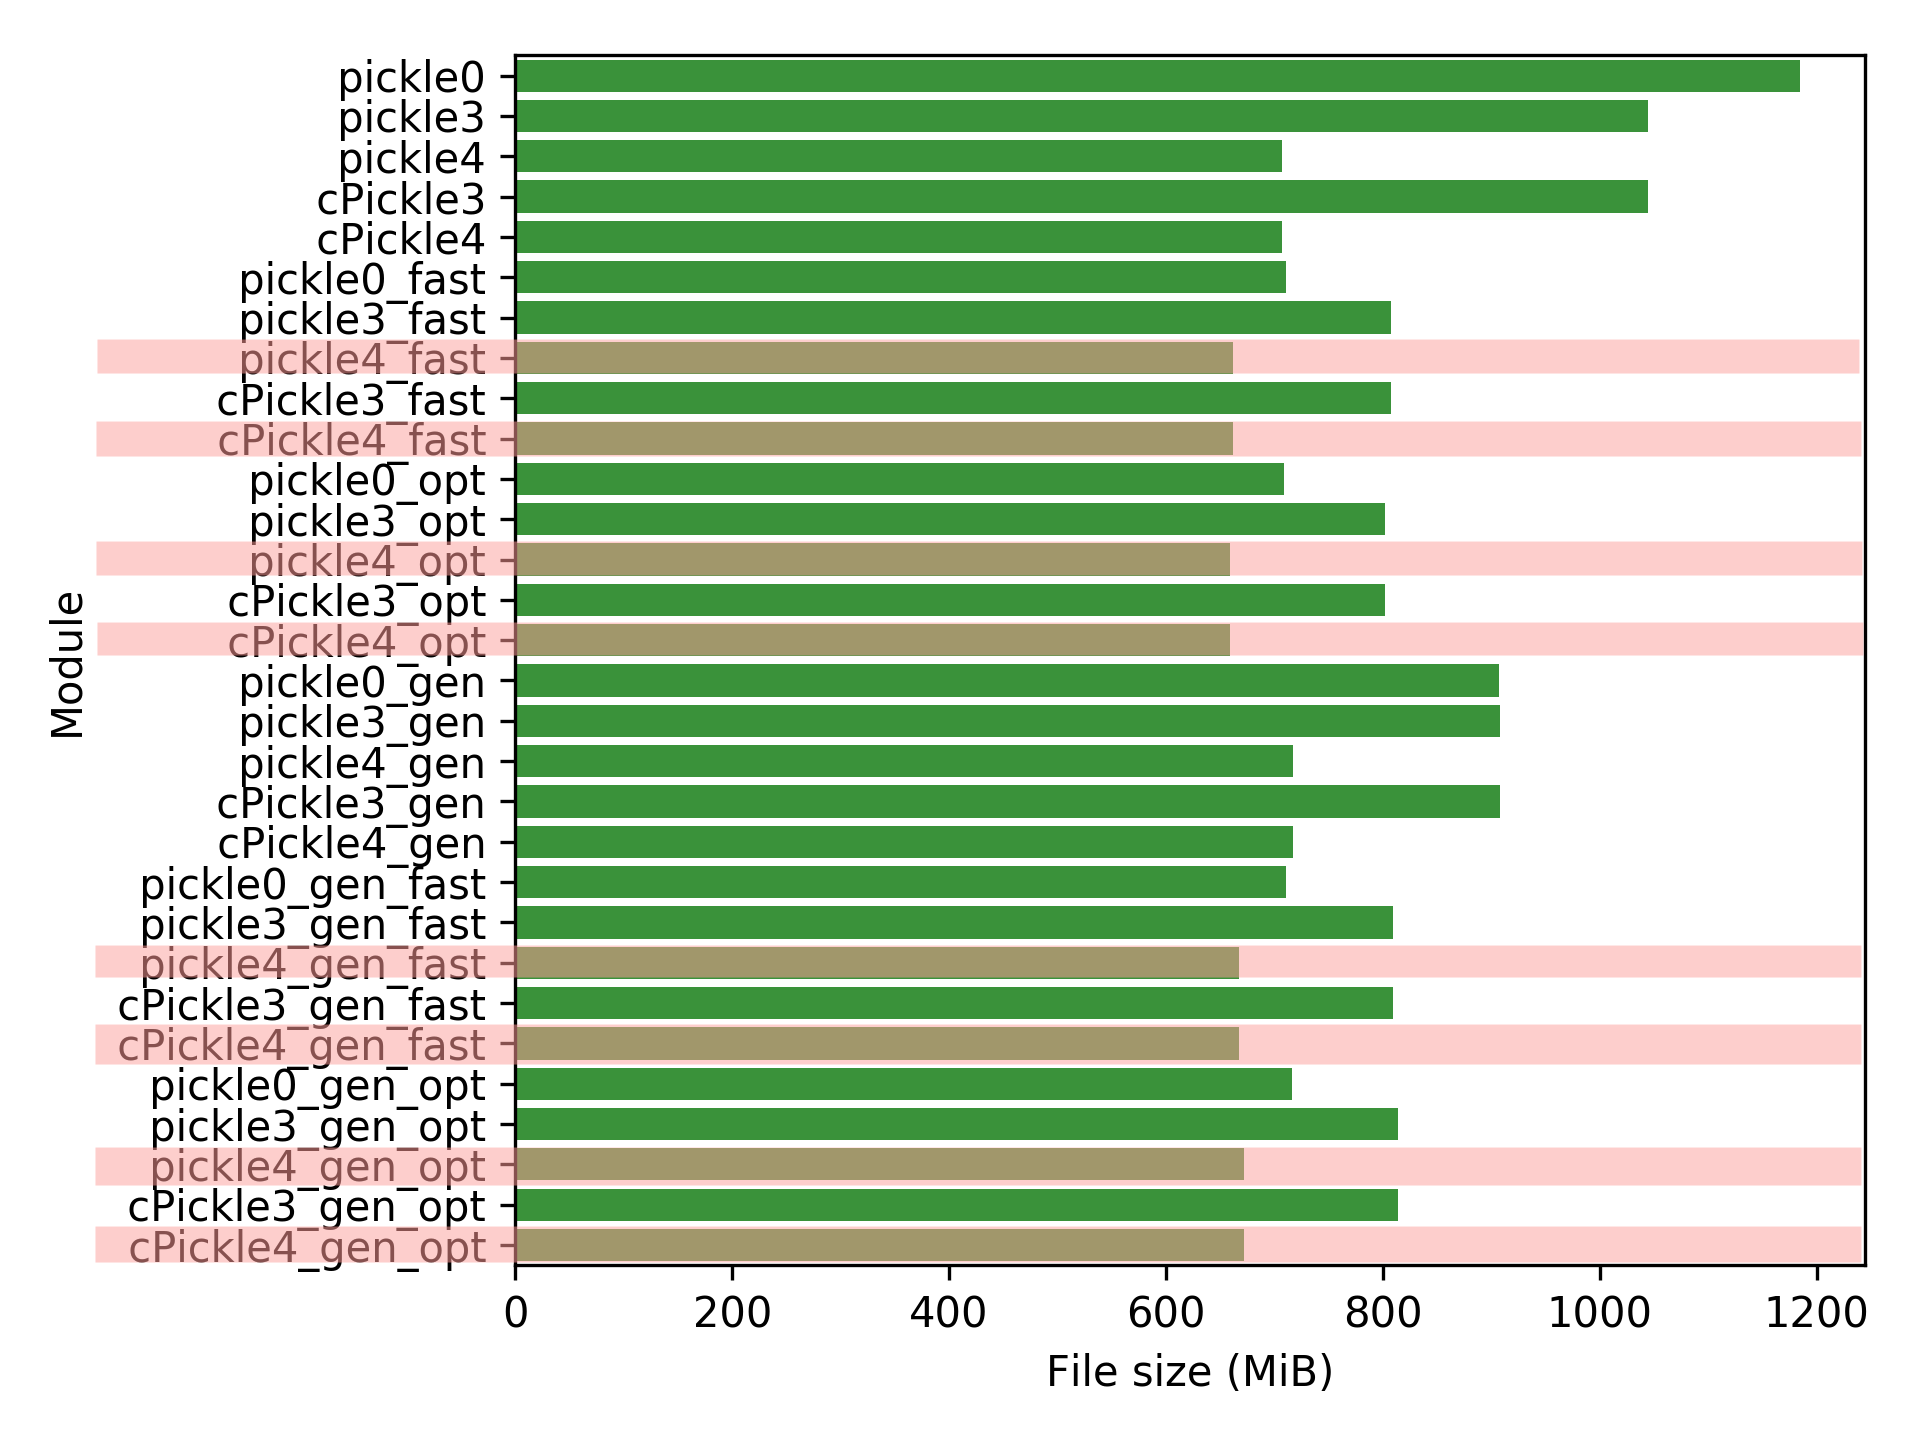 pickle0
pickle3
pickle4
cPickle3
cPickle4
pickle0_fast
pickle3_fast
pickle4_fast
cPickle3_fast
cPickle4_fast
pickle0_opt
pickle3_opt
pickle4_opt
cPickle3_opt
cPickle4_opt
pickle0_gen
pickle3_gen
pickle4_gen
cPickle3_gen
cPickle4_gen
pickle0_gen_fast
pickle3_gen_fast
pickle4_gen_fast
cPickle3_gen_fast
cPickle4_gen_fast
pickle0_gen_opt
pickle3_gen_opt
pickle4_gen_opt
cPickle3_gen_opt
cPickle4_gen_opt
Module
0 200 400 600 800 1000 1200
File size (MiB)